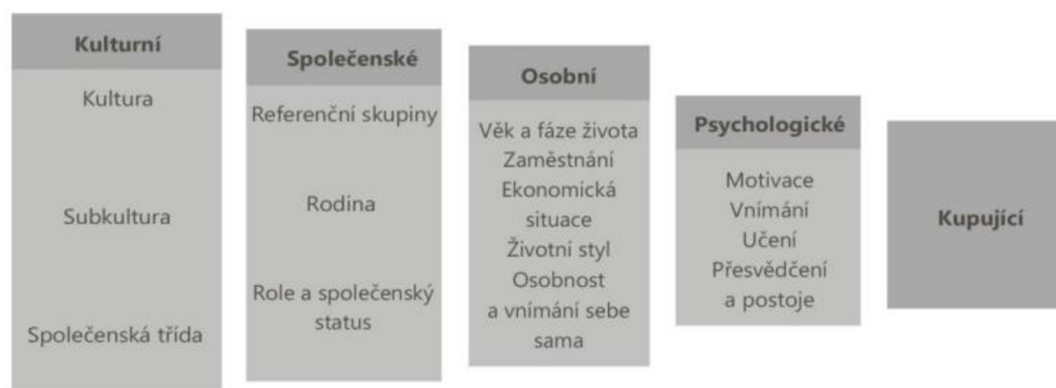 Kulturní
Kultura
Subkultura
Společenská třída
Společenské
Referenční skupiny
Rodina
Role a společenský
status
Osobní
Věk a fáze života
Zaměstnání
Ekonomická
situace
Životní styl
Osobnost
a vnímání sebe
sama
Psychologické
Motivace
Vnímání
Učení
Přesvědčení
a postoje
Kupující